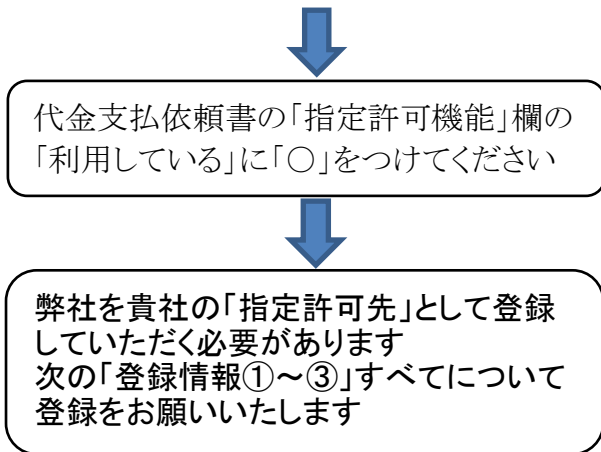 代金支払依頼書の「指定許可機能」欄の
「利用している」に「○」をつけてください
弊社を貴社の「指定許可先」として登録
していただく必要があります
次の「登録情報①～③」すべてについて
登録をお願いいたします